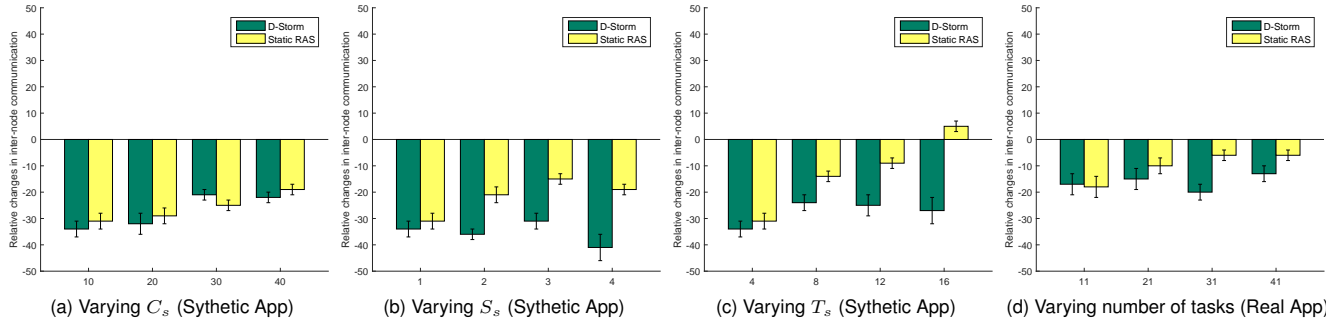 Relative changes in inter-node communication
50
40
30
20
10
0
-10
-20
-30
-40
-50
10 20 30 40
D-Storm
Static RAS
(a) Varying C_s (Sythetic App)
Relative changes in inter-node communication
50
40
30
20
10
0
-10
-20
-30
-40
-50
1 2 3 4
D-Storm
Static RAS
(b) Varying S_s (Sythetic App)
Relative changes in inter-node communication
50
40
30
20
10
0
-10
-20
-30
-40
-50
4 8 12 16
D-Storm
Static RAS
(c) Varying T_s (Sythetic App)
Relative changes in inter-node communication
50
40
30
20
10
0
-10
-20
-30
-40
-50
11 21 31 41
D-Storm
Static RAS
(d) Varying number of tasks (Real App)